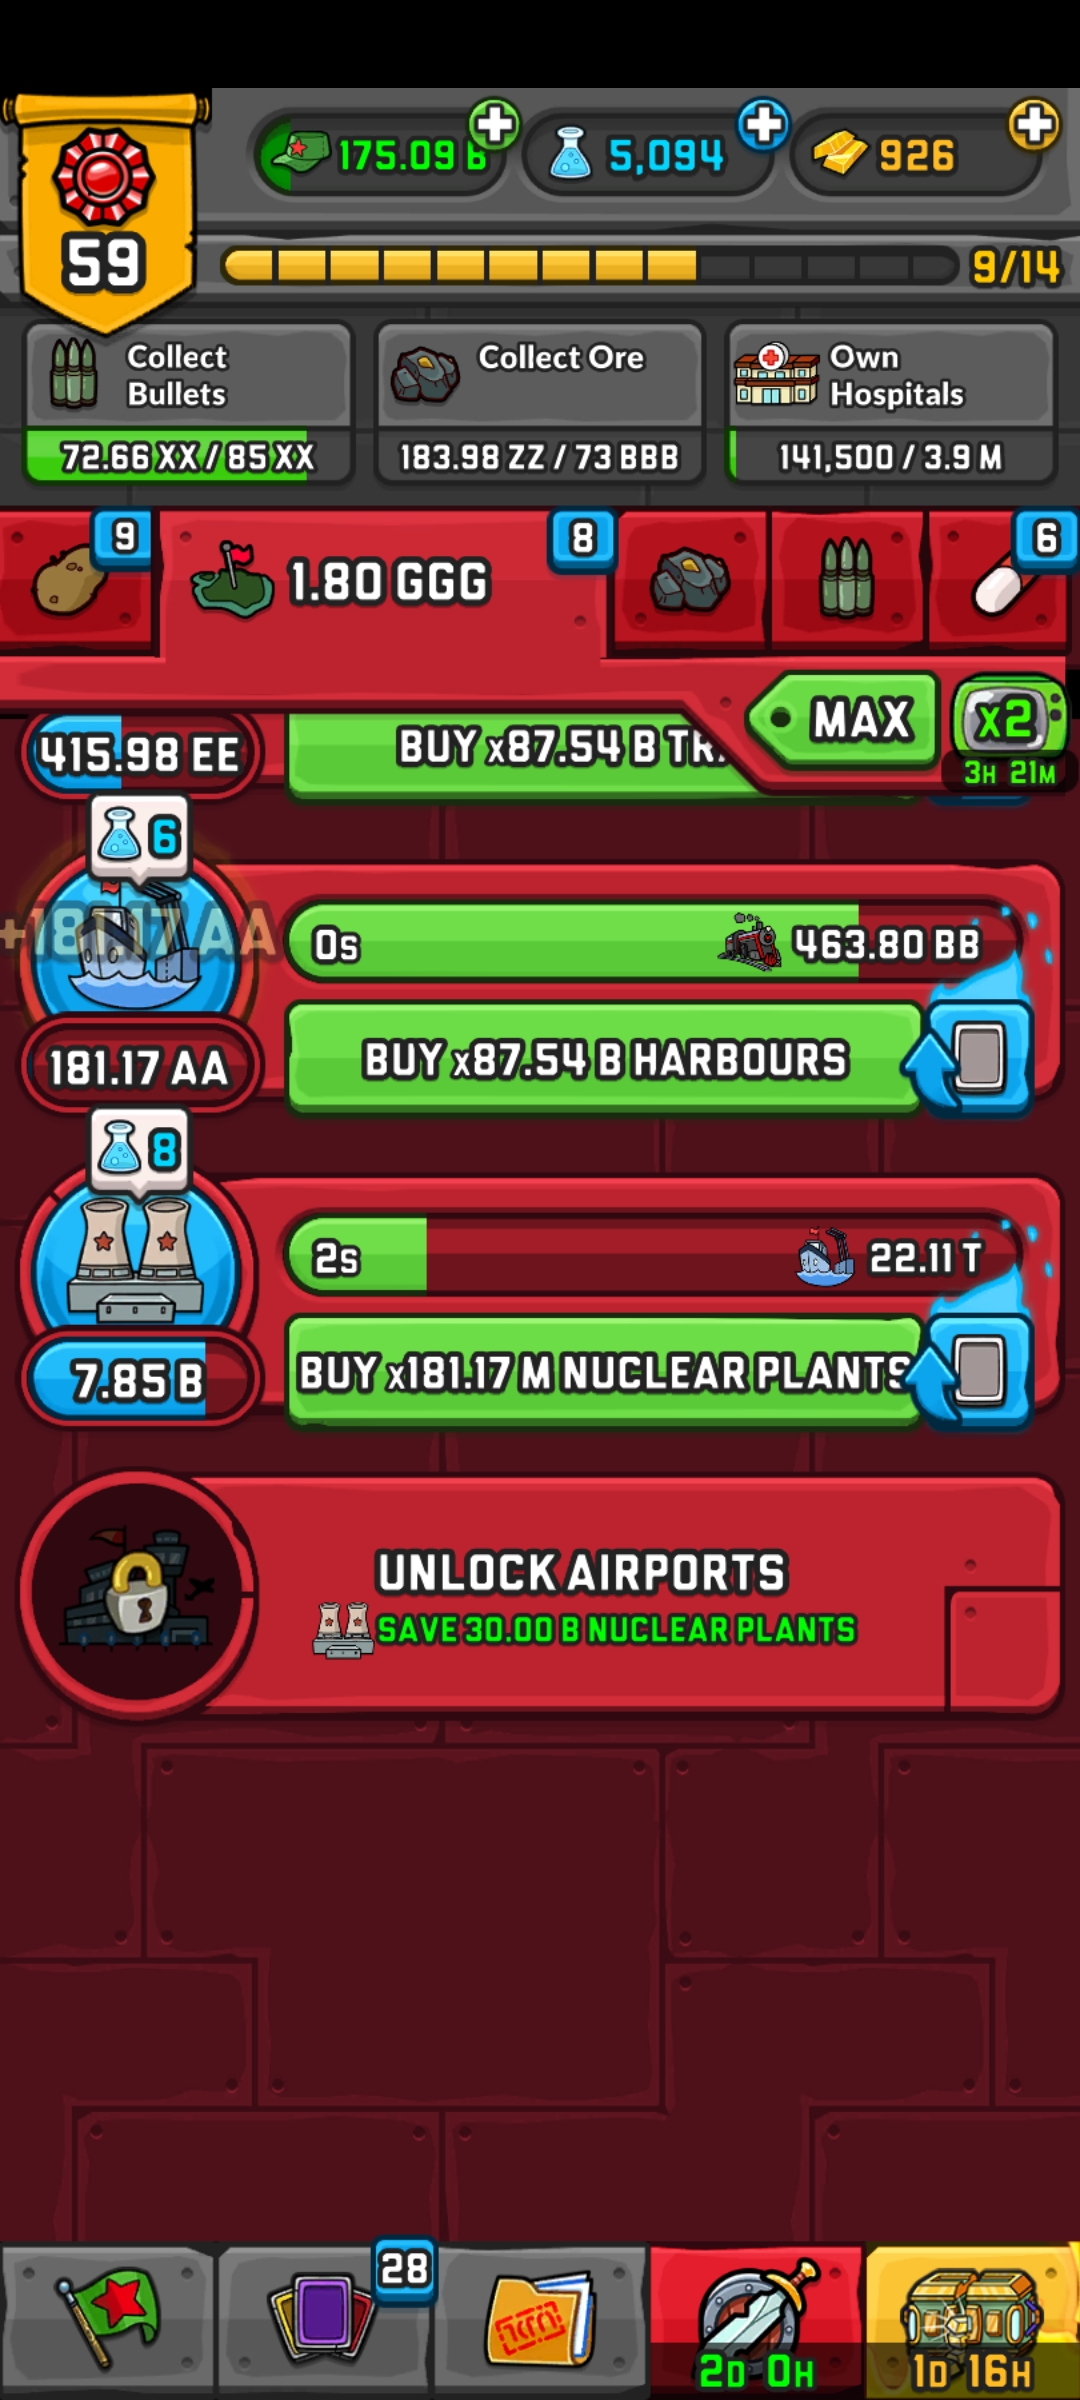 175.09 B
5,094
926
59
9/14
Collect
Bullets
72.66 XX / 85 XX
Collect Ore
183.98 ZZ / 73 BBB
Own
Hospitals
141,500 / 3.9 M
9
1.80 GGG
8
6
MAX
x2
3H 21M
415.98 EE
BUY x87.54 B
6
+181.17 AA
0s
463.80 BB
181.17 AA
BUY x87.54 B HARBOURS
8
2s
22.11 T
7.85 B
BUY x181.17 M NUCLEAR PLANTS
UNLOCK AIRPORTS
SAVE 30.00 B NUCLEAR PLANTS
28
2D 0H
1D 16H